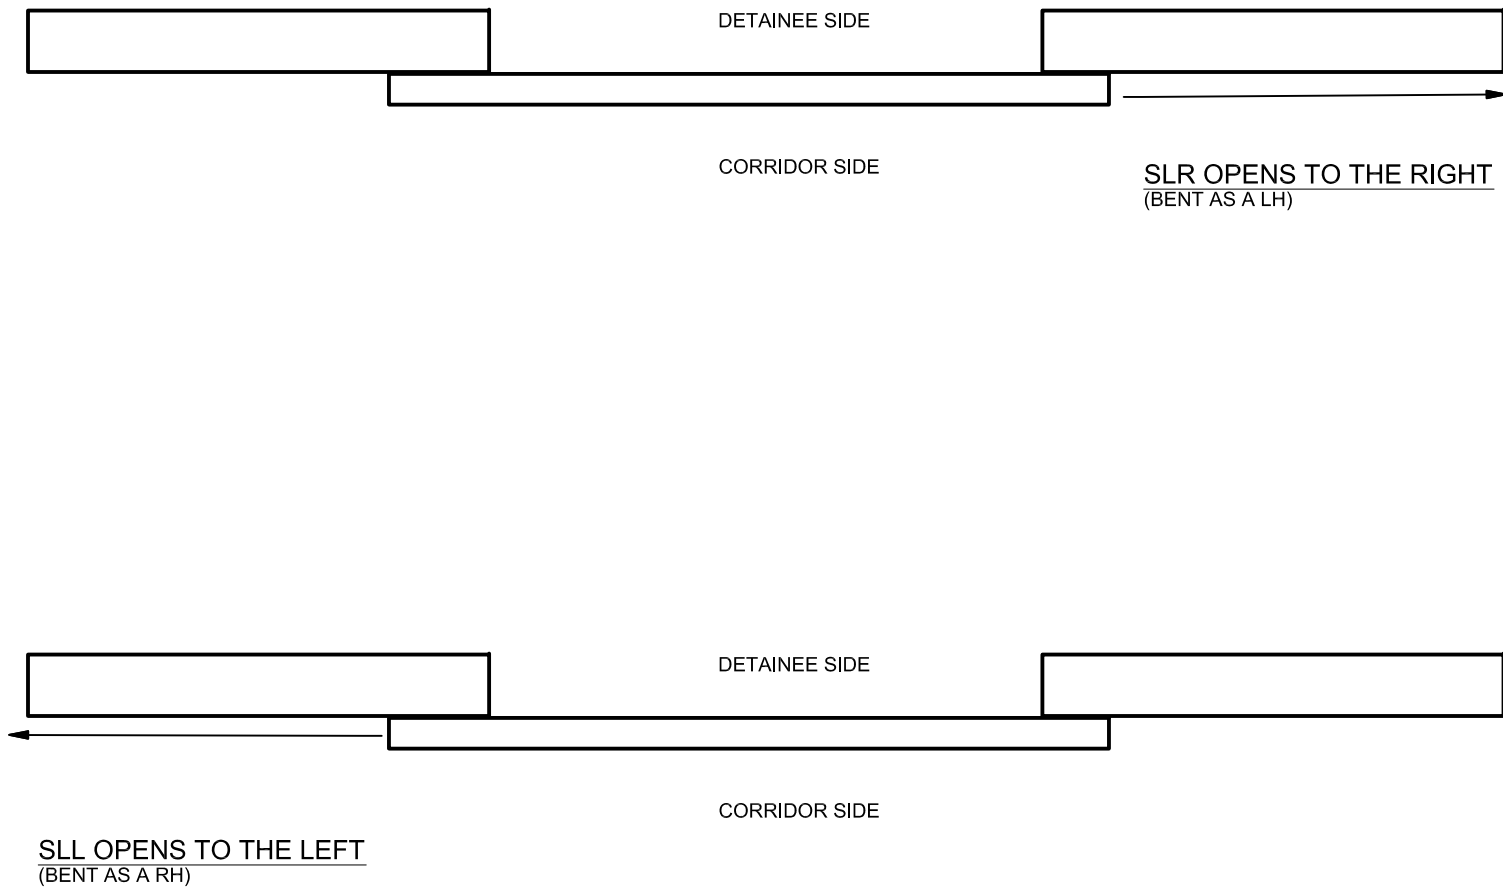 DETAINEE SIDE
CORRIDOR SIDE
SLR OPENS TO THE RIGHT
(BENT AS A LH)
DETAINEE SIDE
CORRIDOR SIDE
SLL OPENS TO THE LEFT
(BENT AS A RH)